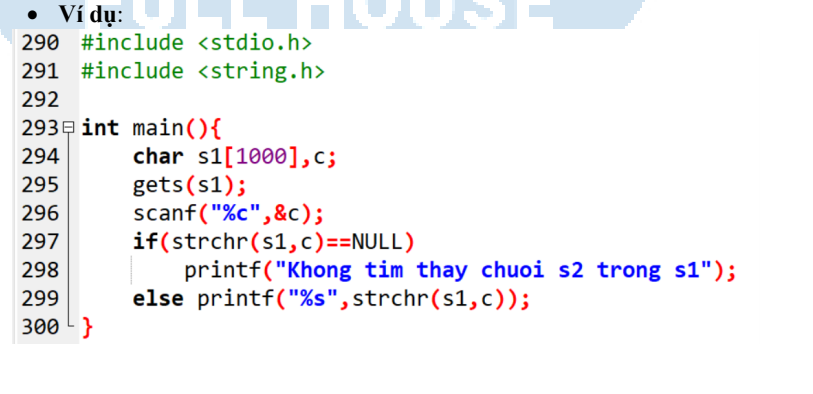 FULL HOUSE
• Ví dụ:
290 #include <stdio.h>
291 #include <string.h>
292
293 int main(){
294 char s1[1000],c;
295 gets(s1);
296 scanf("%c",&c);
297 if(strchr(s1,c)==NULL)
298 printf("Khong tim thay chuoi s2 trong s1");
299 else printf("%s",strchr(s1,c));
300 }